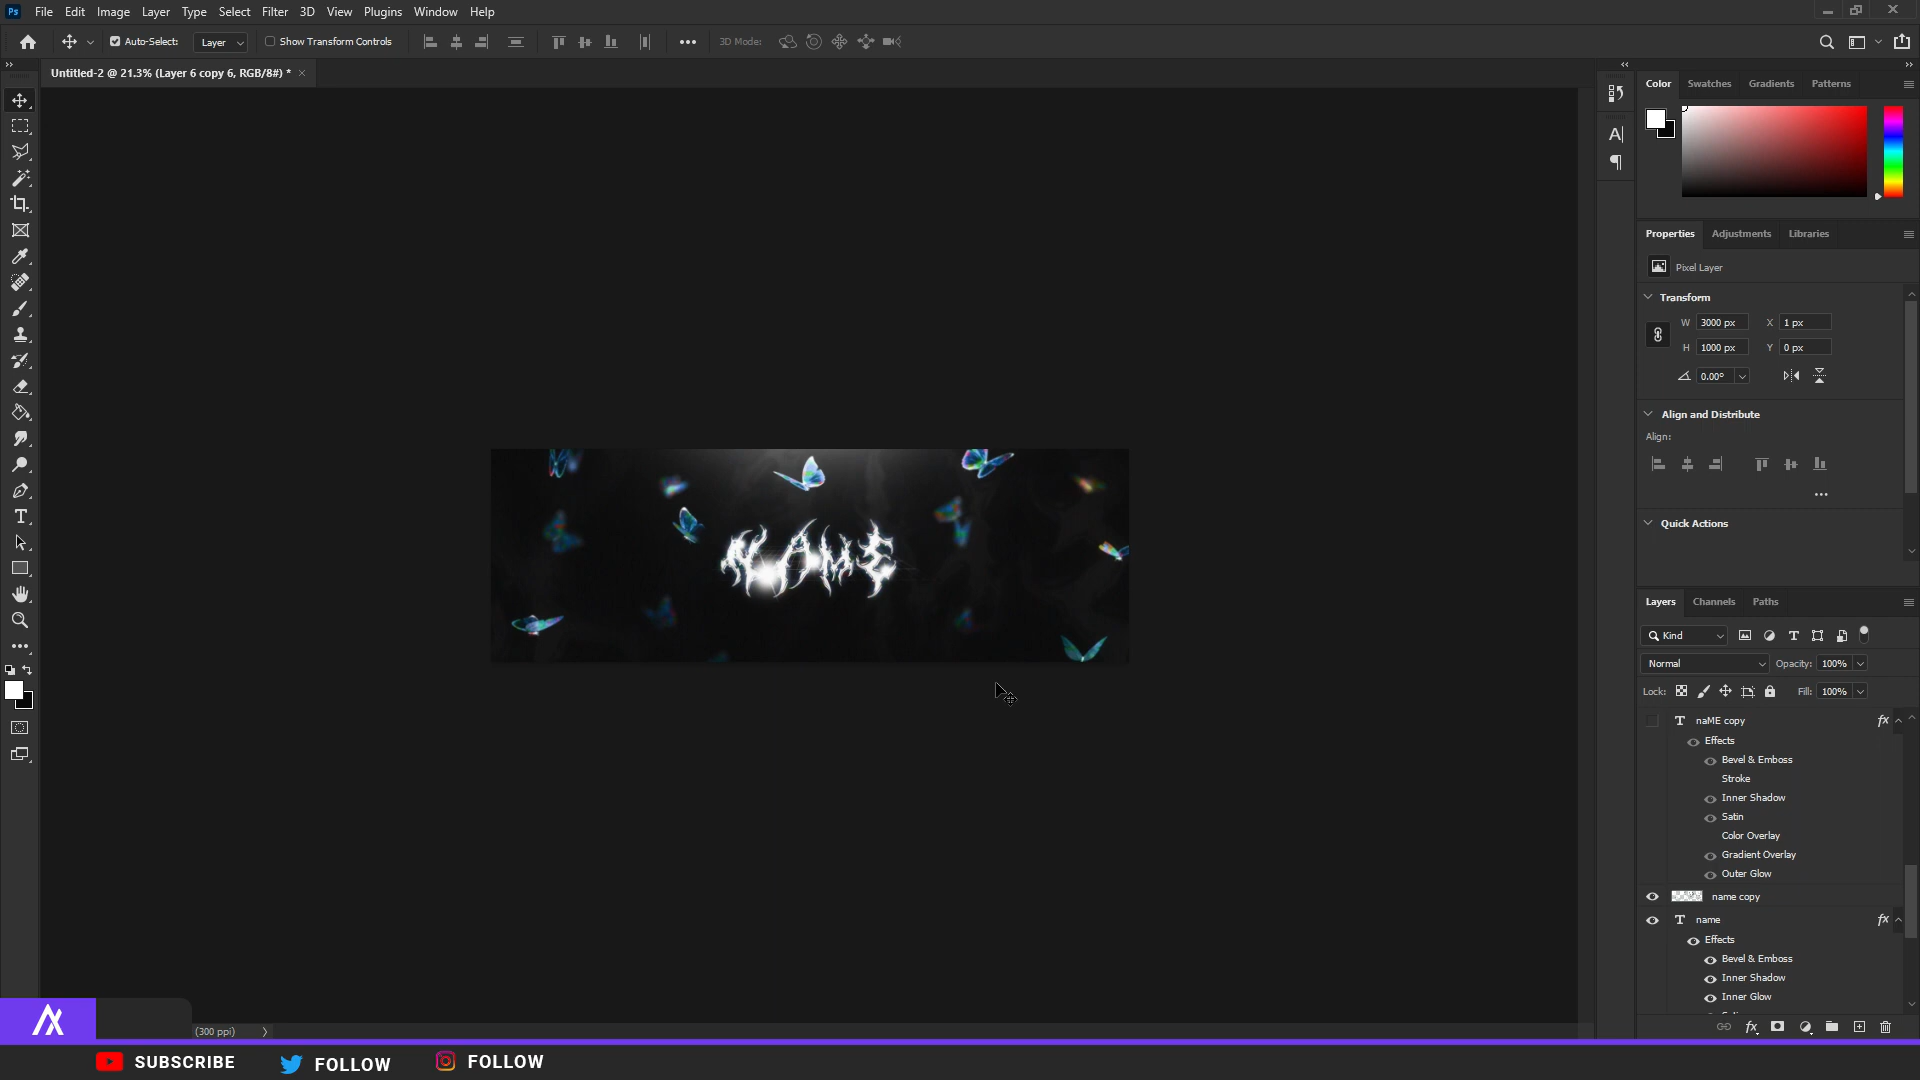 Ps File Edit Image Layer Type Select Filter 3D View Plugins Window Help
Auto-Select: Layer Show Transform Controls 3D Mode:
Untitled-2 @ 21.3% (Layer 6 copy 6, RGB/8#) *
Color Swatches Gradients Patterns
Properties Adjustments Libraries
Pixel Layer
Transform
W 3000 px X 1 px
H 1000 px Y 0 px
0.00°
Align and Distribute
Align:
Quick Actions
NAME
Layers Channels Paths
Kind
Normal Opacity: 100%
Lock: Fill: 100%
naME copy fx
Effects
Bevel & Emboss
Stroke
Inner Shadow
Satin
Color Overlay
Gradient Overlay
Outer Glow
name copy
name fx
Effects
Bevel & Emboss
Inner Shadow
Inner Glow
(300 ppi)
SUBSCRIBE FOLLOW FOLLOW